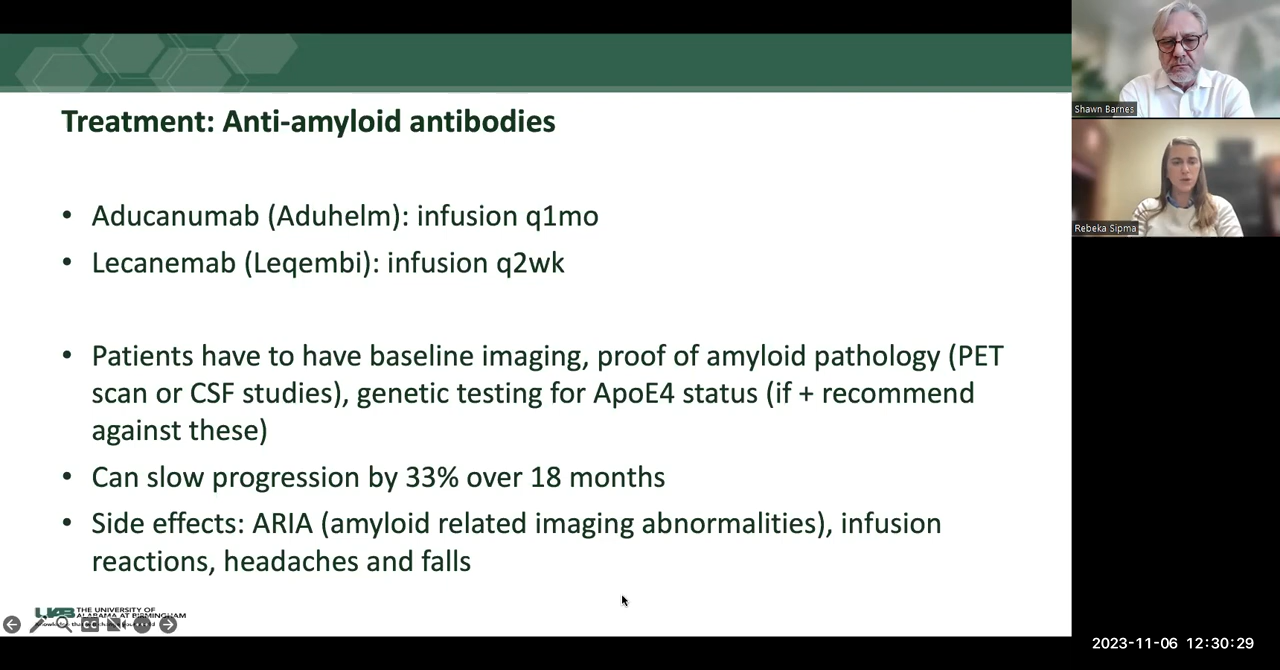 Treatment: Anti-amyloid antibodies
• Aducanumab (Aduhelm): infusion q1mo
• Lecanemab (Leqembi): infusion q2wk
• Patients have to have baseline imaging, proof of amyloid pathology (PET
scan or CSF studies), genetic testing for ApoE4 status (if + recommend
against these)
• Can slow progression by 33% over 18 months
• Side effects: ARIA (amyloid related imaging abnormalities), infusion
reactions, headaches and falls
UAB THE UNIVERSITY OF
ALABAMA AT BIRMINGHAM
Shawn Barnes
Rebeka Sipma
2023-11-06 12:30:29